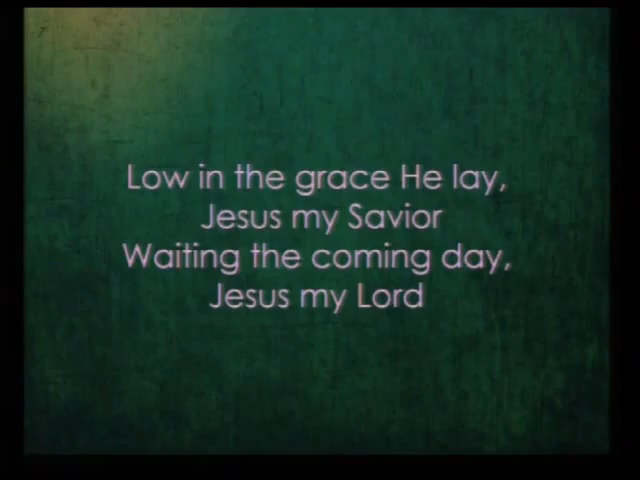 Low in the grace He lay,
Jesus my Savior
Waiting the coming day,
Jesus my Lord